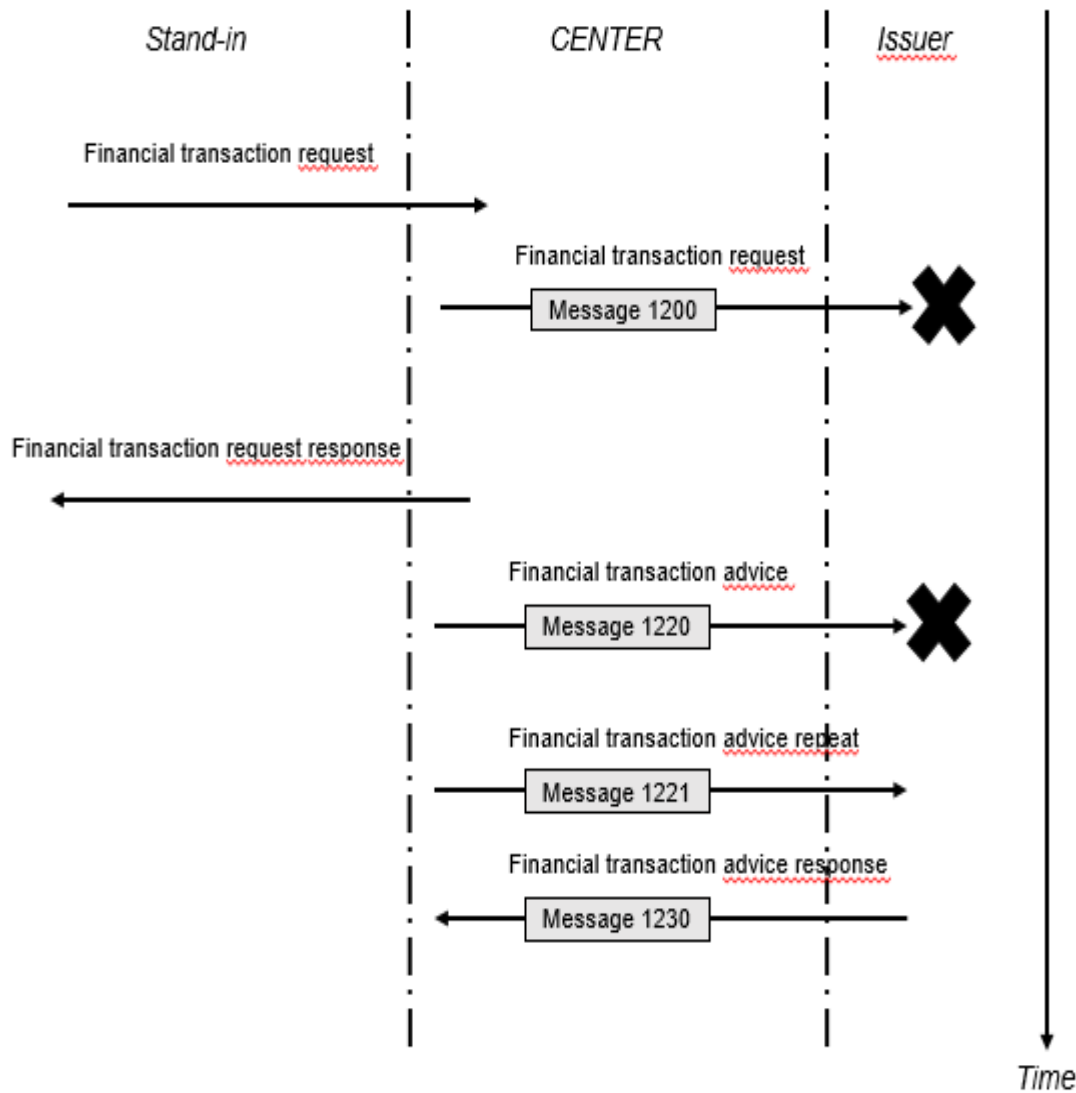 Stand-in
CENTER
Issuer
Financial transaction request
Financial transaction request
Message 1200
Financial transaction request response
Financial transaction advice
Message 1220
Financial transaction advice repeat
Message 1221
Financial transaction advice response
Message 1230
Time